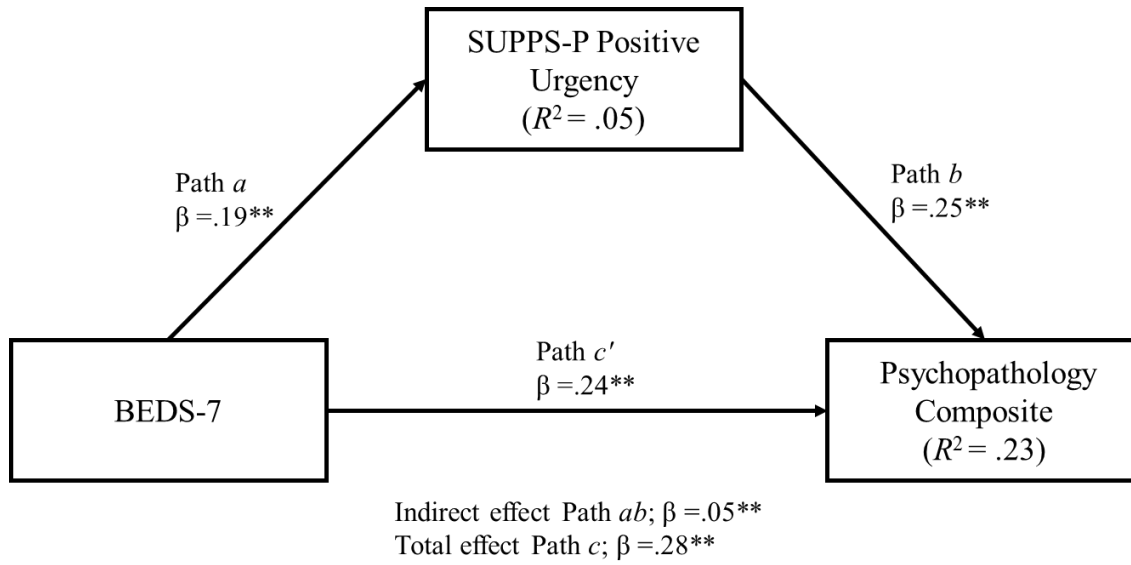 SUPPS-P Positive
Urgency
(R² = .05)
Path a
β =.19**
Path b
β =.25**
Path c′
β =.24**
BEDS-7
Psychopathology
Composite
(R² = .23)
Indirect effect Path ab; β =.05**
Total effect Path c; β =.28**